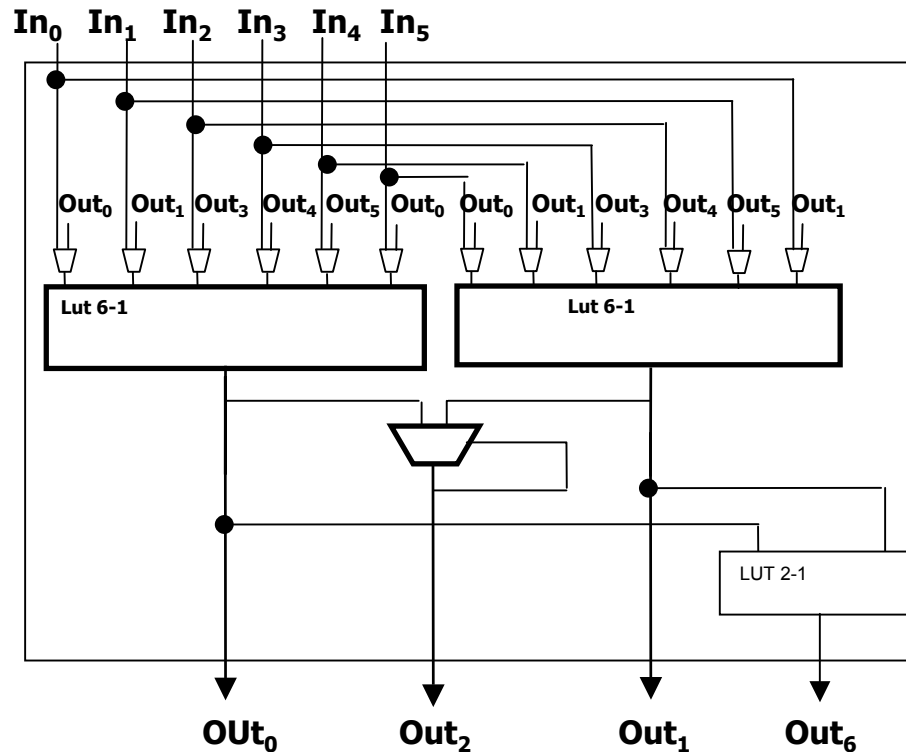 In₀ In₁ In₂ In₃ In₄ In₅
Out₀ Out₁ Out₃ Out₄ Out₅ Out₀ Out₀ Out₁ Out₃ Out₄ Out₅ Out₁
Lut 6-1 Lut 6-1
LUT 2-1
OUt₀ Out₂ Out₁ Out₆